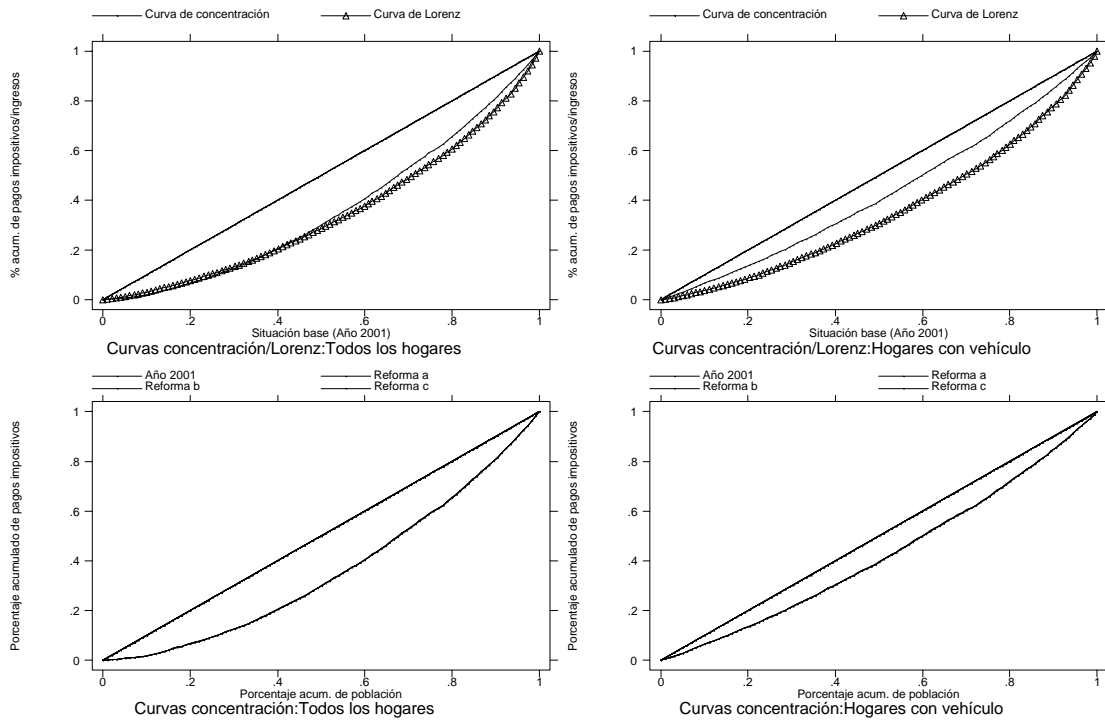 Curva de concentración Curva de Lorenz
% acum. de pagos impositivos/ingresos
1
.8
.6
.4
.2
0
0 .2 .4 .6 .8 1
Situación base (Año 2001)
Curvas concentración/Lorenz:Todos los hogares
Curva de concentración Curva de Lorenz
% acum. de pagos impositivos/ingresos
1
.8
.6
.4
.2
0
0 .2 .4 .6 .8 1
Situación base (Año 2001)
Curvas concentración/Lorenz:Hogares con vehículo
Año 2001 Reforma a
Reforma b Reforma c
Porcentaje acumulado de pagos impositivos
1
.8
.6
.4
.2
0
0 .2 .4 .6 .8 1
Porcentaje acum. de población
Curvas concentración:Todos los hogares
Año 2001 Reforma a
Reforma b Reforma c
Porcentaje acumulado de pagos impositivos
1
.8
.6
.4
.2
0
0 .2 .4 .6 .8 1
Porcentaje acum. de población
Curvas concentración:Hogares con vehículo